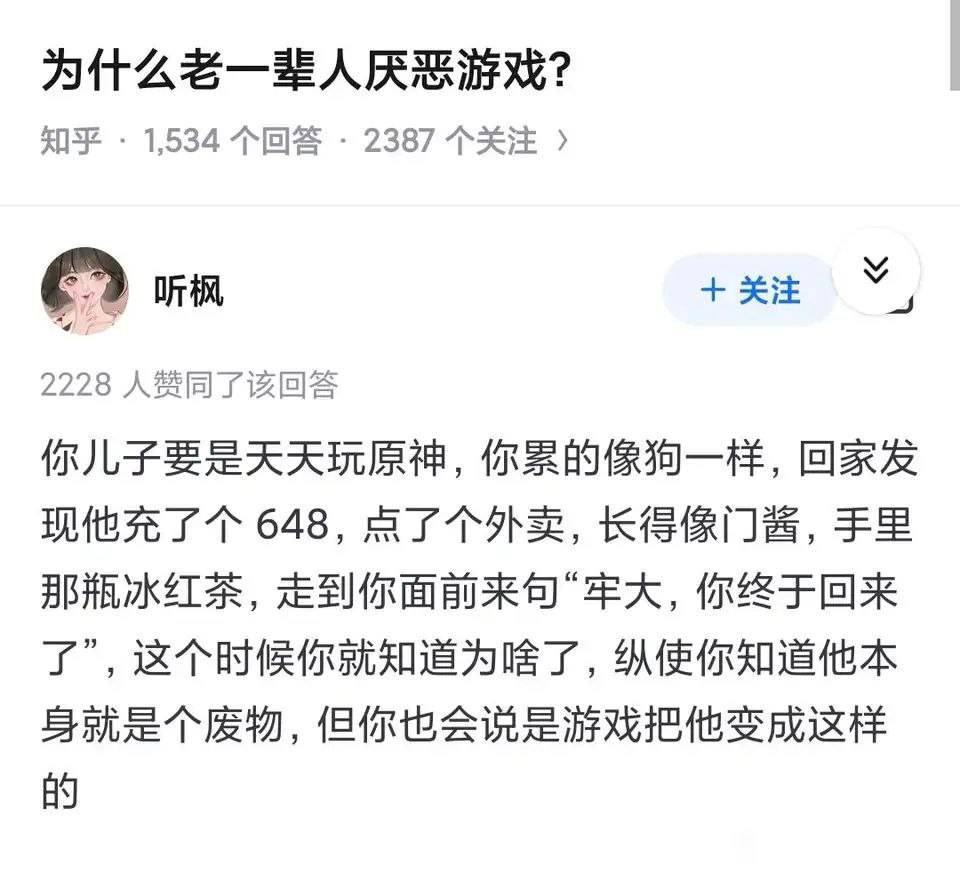 为什么老一辈人厌恶游戏?
知乎 · 1,534 个回答 · 2387 个关注 〉
听枫
+ 关注
2228 人赞同了该回答
你儿子要是天天玩原神，你累的像狗一样，回家发
现他充了个 648，点了个外卖，长得像门酱，手里
那瓶冰红茶，走到你面前来句“牢大，你终于回来
了”，这个时候你就知道为啥了，纵使你知道他本
身就是个废物，但你也会说是游戏把他变成这样
的